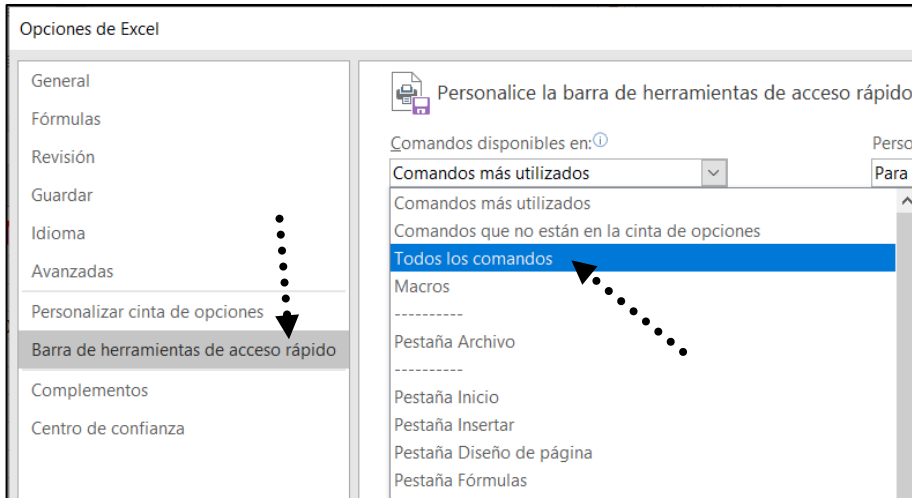 Opciones de Excel
General
Fórmulas
Revisión
Guardar
Idioma
Avanzadas
Personalizar cinta de opciones
Barra de herramientas de acceso rápido
Complementos
Centro de confianza
Personalice la barra de herramientas de acceso rápido
Comandos disponibles en:
Perso
Comandos más utilizados
Para
Comandos más utilizados
Comandos que no están en la cinta de opciones
Todos los comandos
Macros
----------
Pestaña Archivo
----------
Pestaña Inicio
Pestaña Insertar
Pestaña Diseño de página
Pestaña Fórmulas